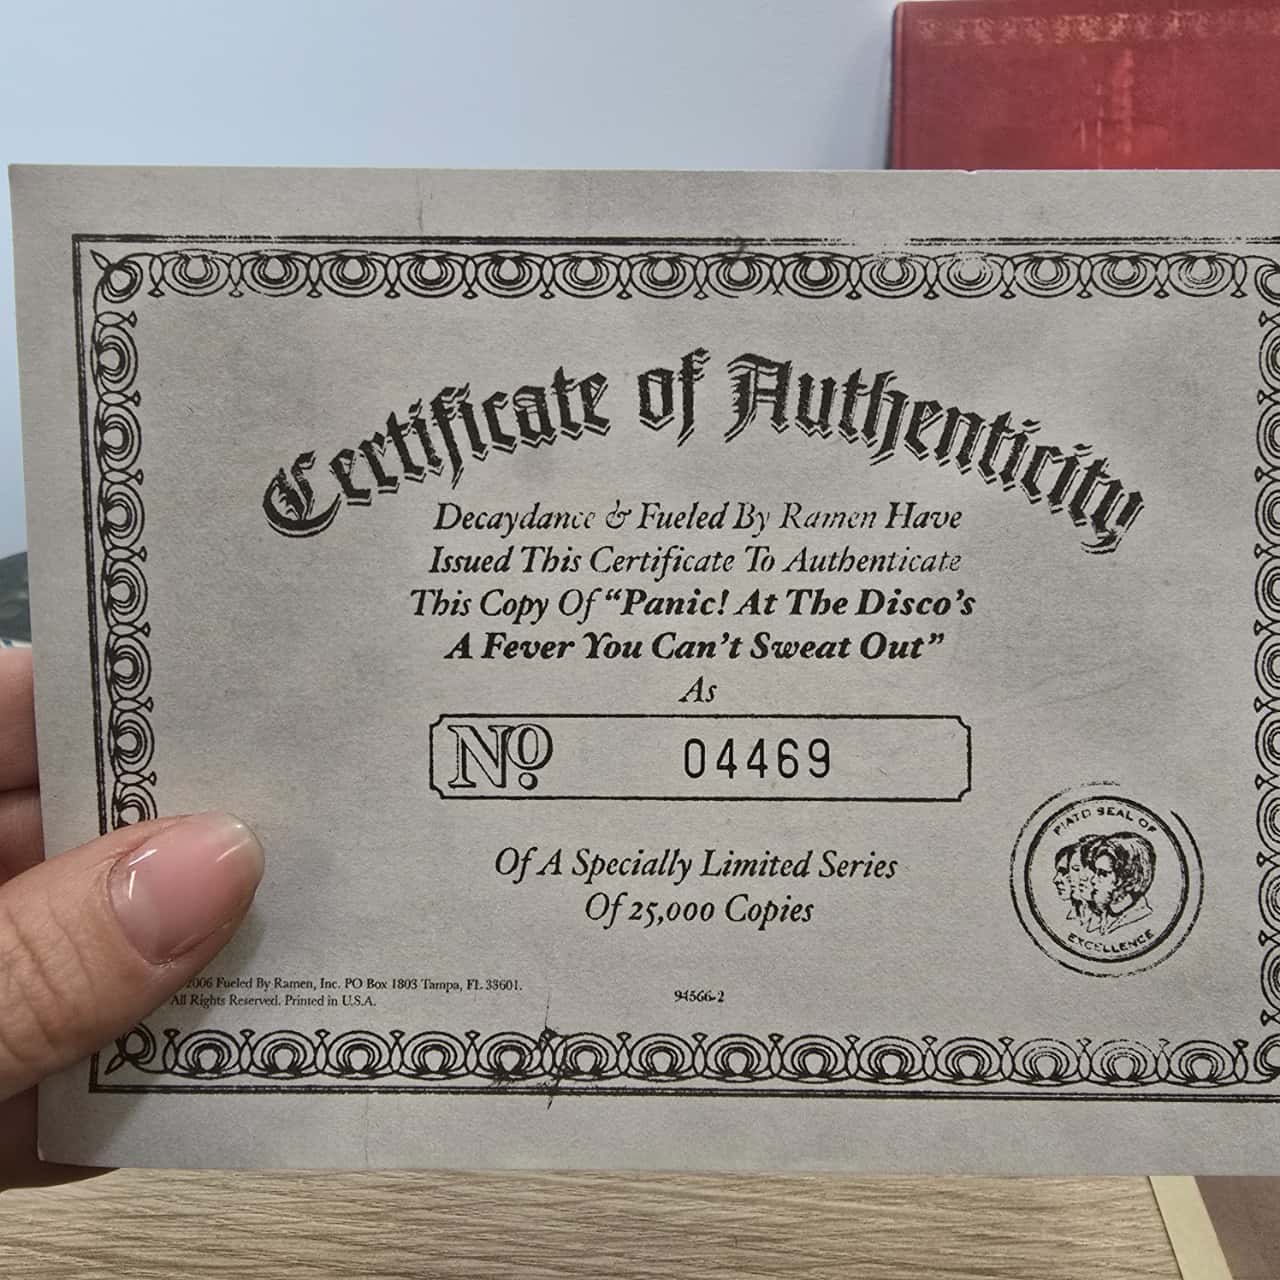 Certificate of Authenticity
Decaydance & Fueled By Ramen Have
Issued This Certificate To Authenticate
This Copy Of “Panic! At The Disco’s
A Fever You Can’t Sweat Out”
As
No 04469
Of A Specially Limited Series
Of 25,000 Copies
PIATD SEAL OF
EXCELLENCE
2006 Fueled By Ramen, Inc. PO Box 1803 Tampa, FL 33601.
All Rights Reserved. Printed in U.S.A.
94566-2